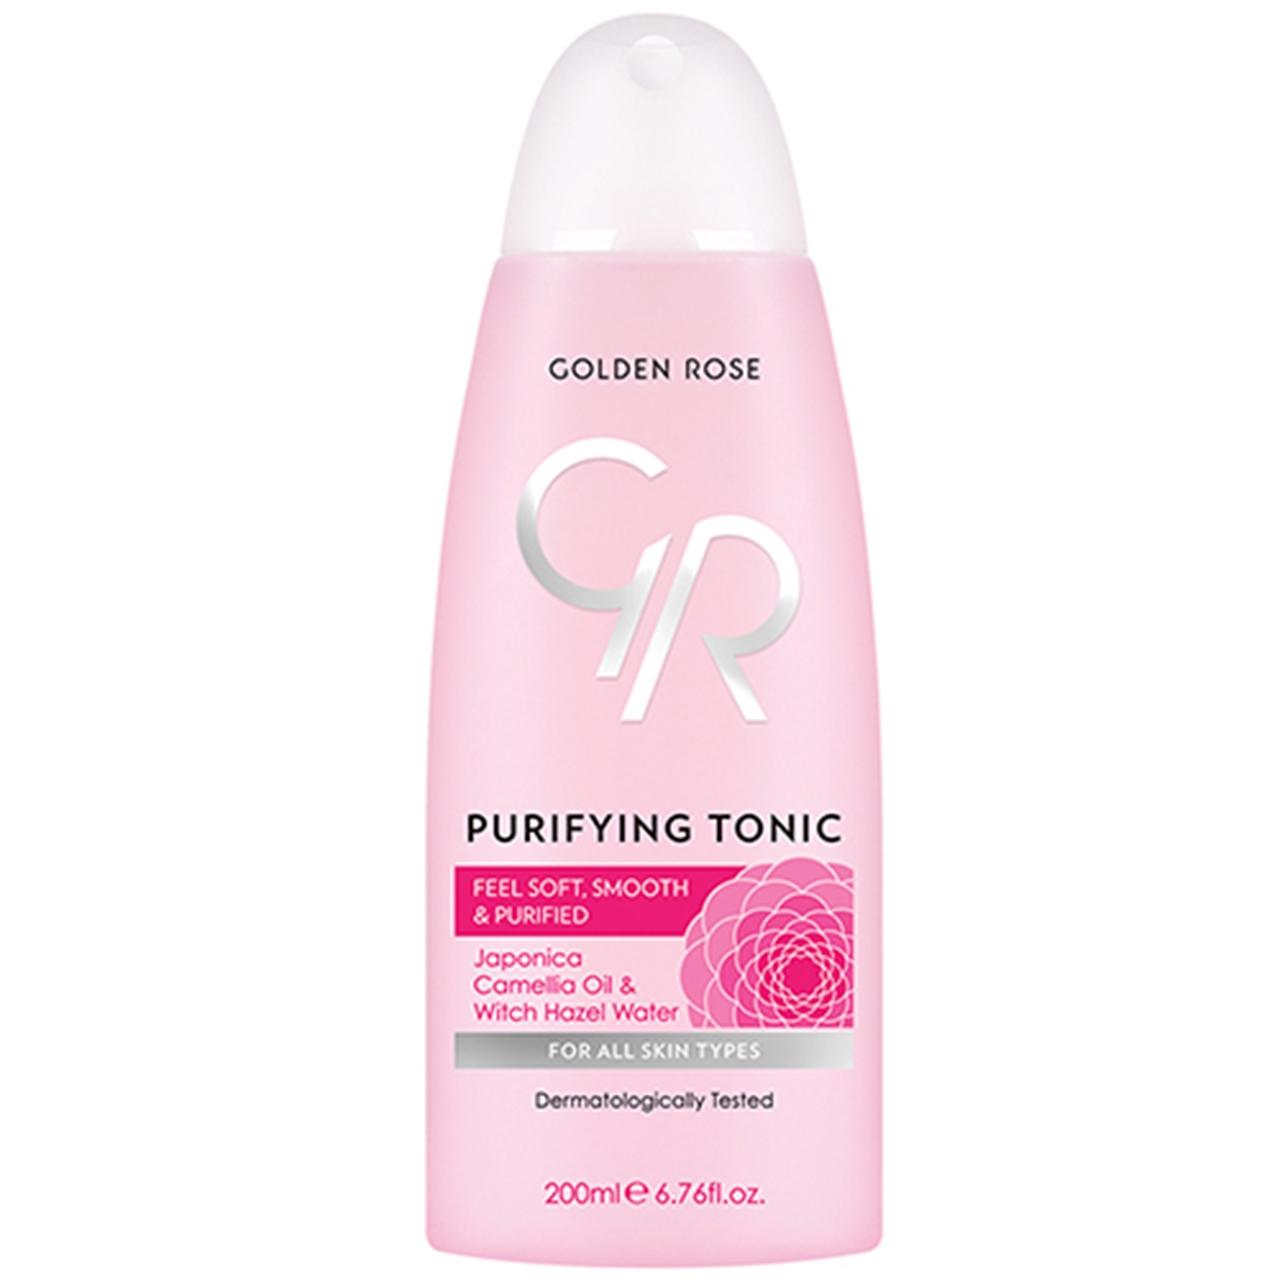 GOLDEN ROSE
GR
PURIFYING TONIC
FEEL SOFT, SMOOTH
& PURIFIED
Japonica
Camellia Oil &
Witch Hazel Water
FOR ALL SKIN TYPES
Dermatologically Tested
200ml e 6.76fl.oz.